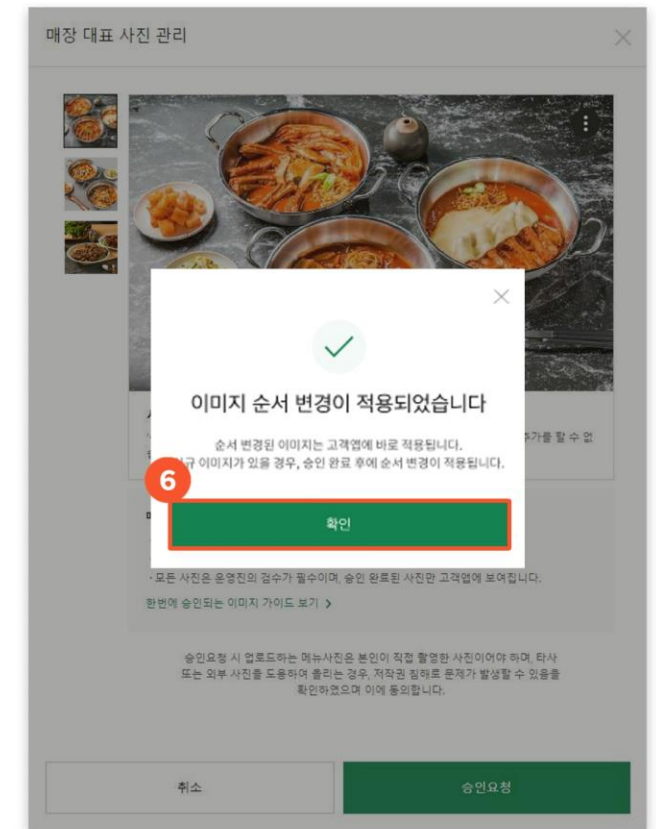 매장 대표 사진 관리
이미지 순서 변경이 적용되었습니다
순서 변경된 이미지는 고객앱에 바로 적용됩니다.
규 이미지가 있을 경우, 승인 완료 후에 순서 변경이 적용됩니다.
추가를 할 수 없
6
확인
· 모든 사진은 운영진의 검수가 필수이며, 승인 완료된 사진만 고객앱에 보여집니다.
한번에 승인되는 이미지 가이드 보기 >
승인요청 시 업로드하는 메뉴사진은 본인이 직접 촬영한 사진이어야 하며, 타사
또는 외부 사진을 도용하여 올리는 경우, 저작권 침해로 문제가 발생할 수 있음을
확인하였으며 이에 동의합니다.
취소
승인요청